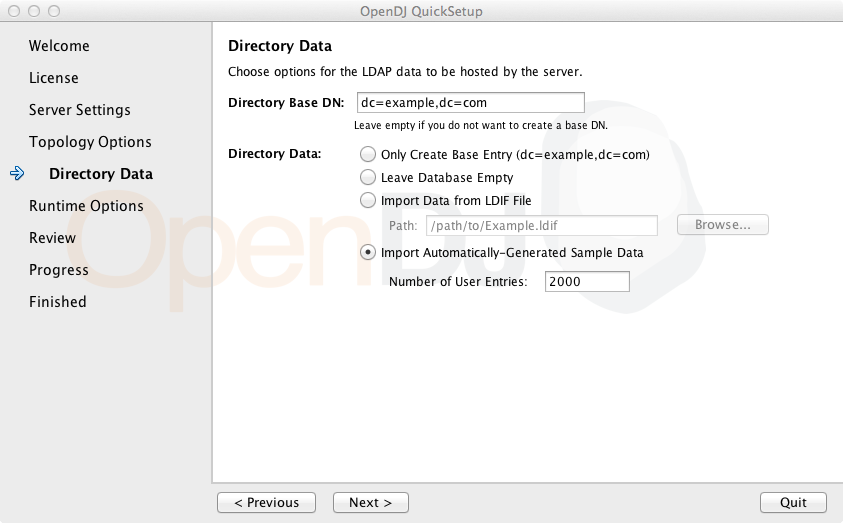 OpenDJ QuickSetup
Welcome
License
Server Settings
Topology Options
Directory Data
Runtime Options
Review
Progress
Finished
Directory Data
Choose options for the LDAP data to be hosted by the server.
Directory Base DN: dc=example,dc=com
Leave empty if you do not want to create a base DN.
Directory Data: Only Create Base Entry (dc=example,dc=com)
Leave Database Empty
Import Data from LDIF File
Path: /path/to/Example.ldif Browse...
Import Automatically-Generated Sample Data
Number of User Entries: 2000
OpenDJ
< Previous Next > Quit